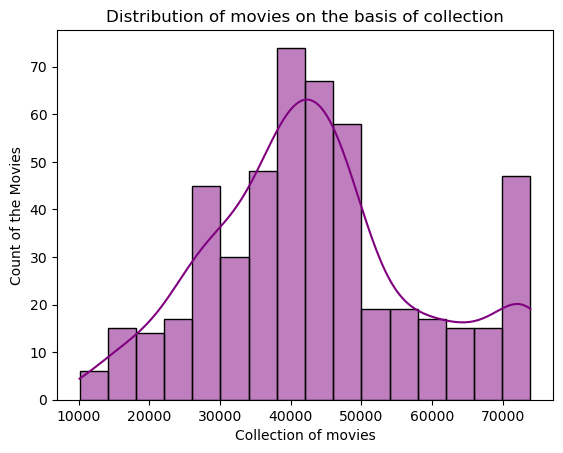 Distribution of movies on the basis of collection
Count of the Movies
70
60
50
40
30
20
10
0
10000 20000 30000 40000 50000 60000 70000
Collection of movies